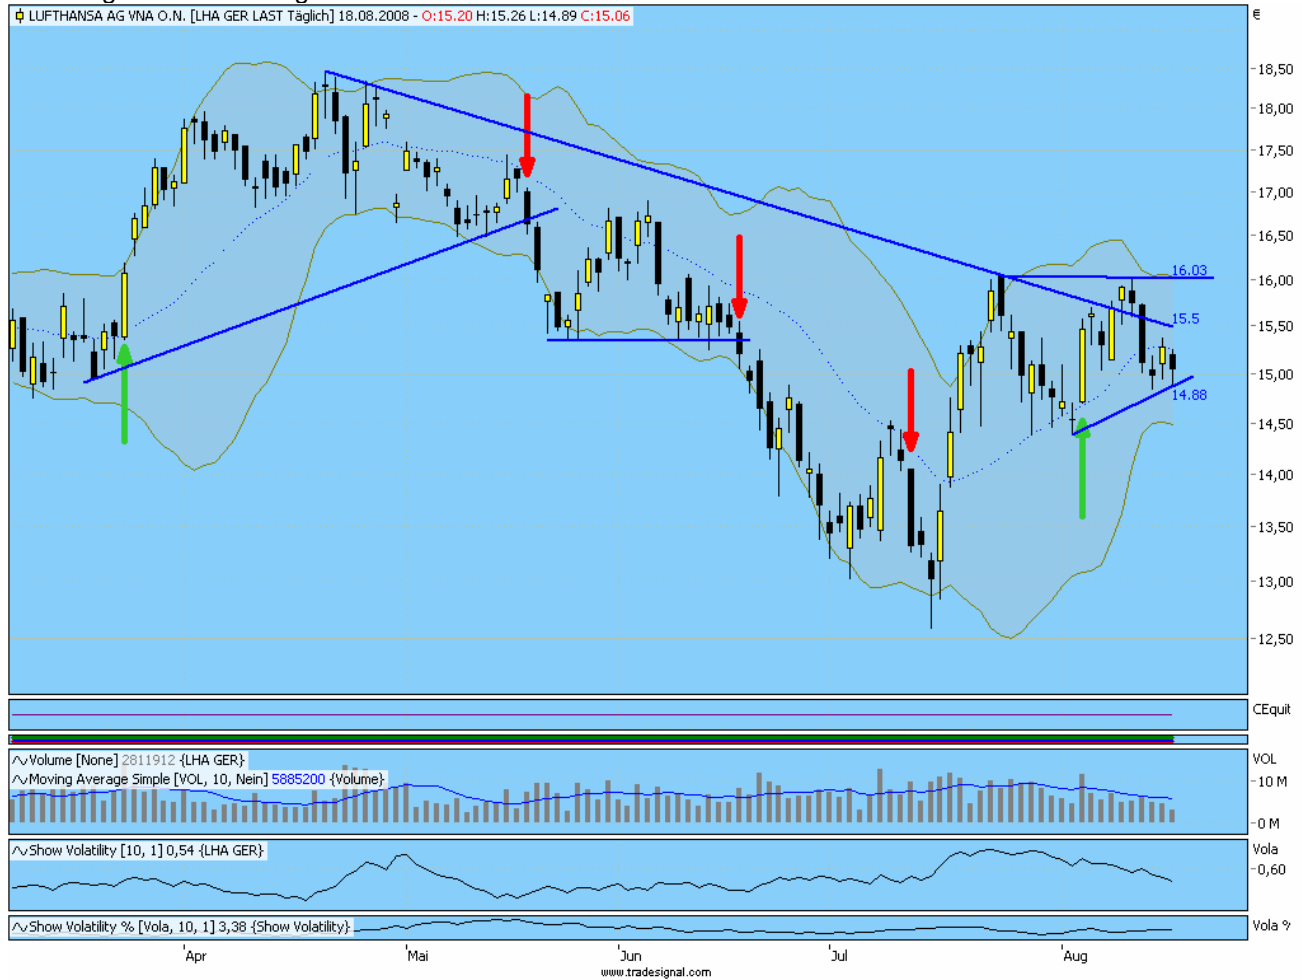 LUFTHANSA AG VNA O.N. [LHA GER LAST Täglich] 18.08.2008 - O:15.20 H:15.26 L:14.89 C:15.06
€
18,50
18,00
17,50
17,00
16,50
16,00
15,50
15,00
14,50
14,00
13,50
13,00
12,50
16.03
15.5
14.88
CEquit
Volume [None] 2811912 {LHA GER}
Moving Average Simple [VOL, 10, Nein] 5885200 {Volume}
VOL
10 M
0 M
Show Volatility [10, 1] 0,54 {LHA GER}
Vola
0,60
Show Volatility % [Vola, 10, 1] 3,38 {Show Volatility}
Vola %
Apr Mai Jun Jul Aug
www.tradesignal.com